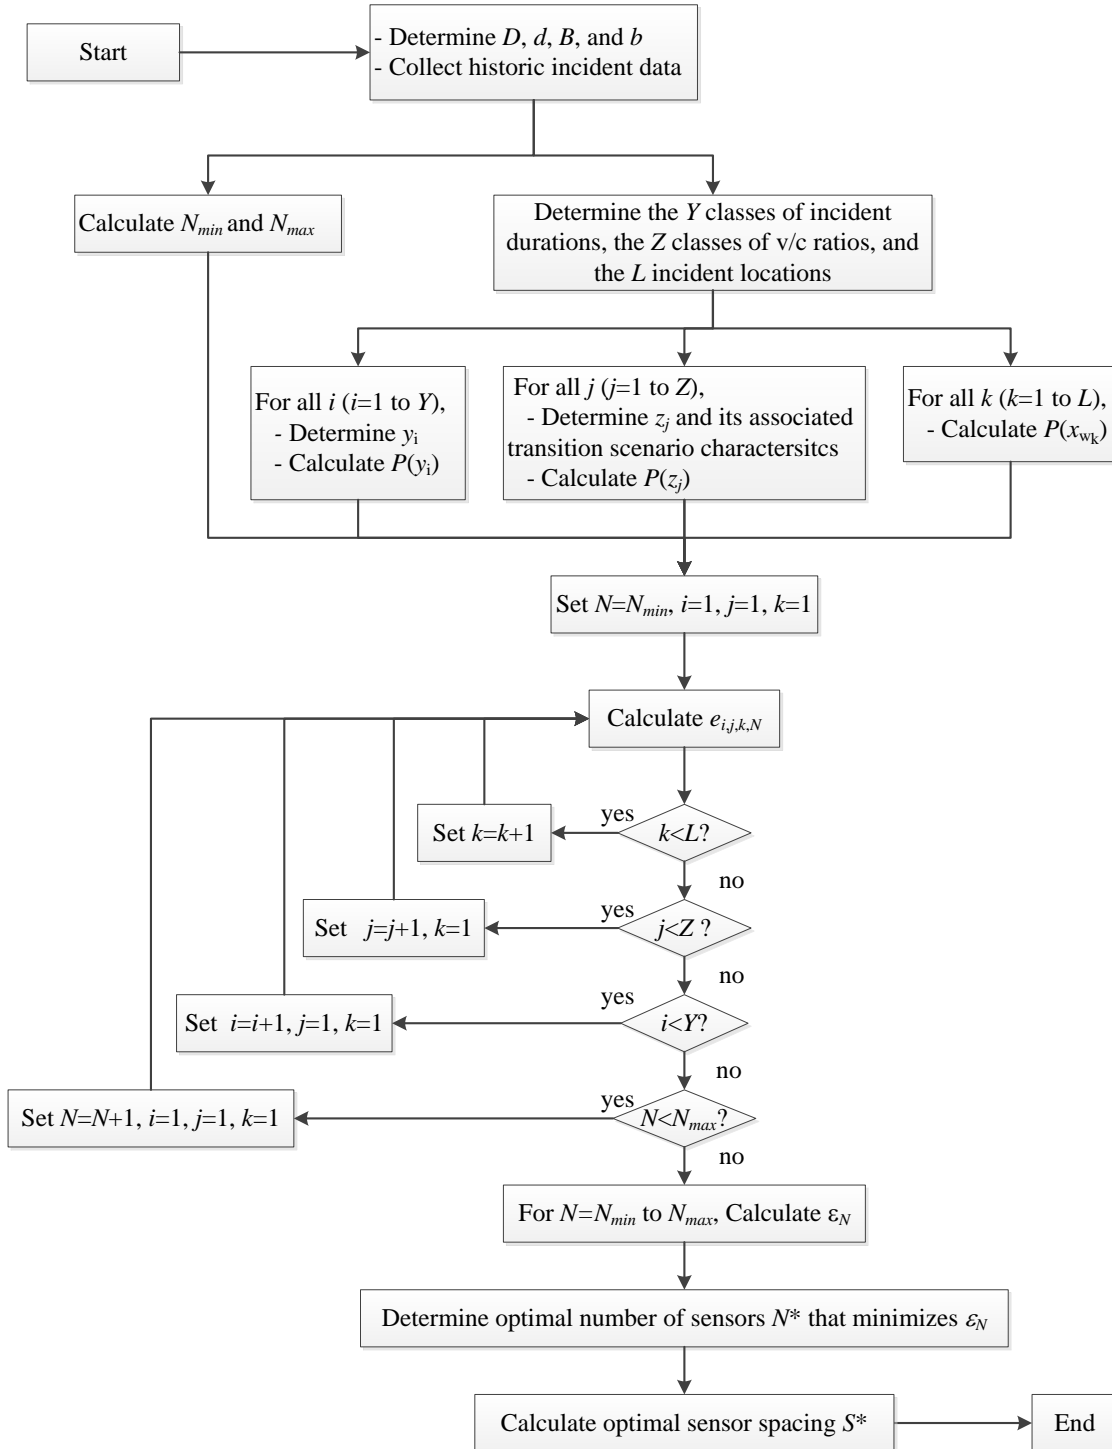 Start
- Determine D, d, B, and b
- Collect historic incident data
Calculate Nmin and Nmax
Determine the Y classes of incident
durations, the Z classes of v/c ratios, and
the L incident locations
For all i (i=1 to Y),
- Determine yi
- Calculate P(yi)
For all j (j=1 to Z),
- Determine zj and its associated
transition scenario charactersitcs
- Calculate P(zj)
For all k (k=1 to L),
- Calculate P(xwk)
Set N=Nmin, i=1, j=1, k=1
Calculate ei,j,k,N
yes
Set k=k+1
k<L?
no
yes
Set j=j+1, k=1
j<Z ?
no
yes
Set i=i+1, j=1, k=1
i<Y?
no
yes
Set N=N+1, i=1, j=1, k=1
N<Nmax?
no
For N=Nmin to Nmax, Calculate εN
Determine optimal number of sensors N* that minimizes εN
Calculate optimal sensor spacing S*
End